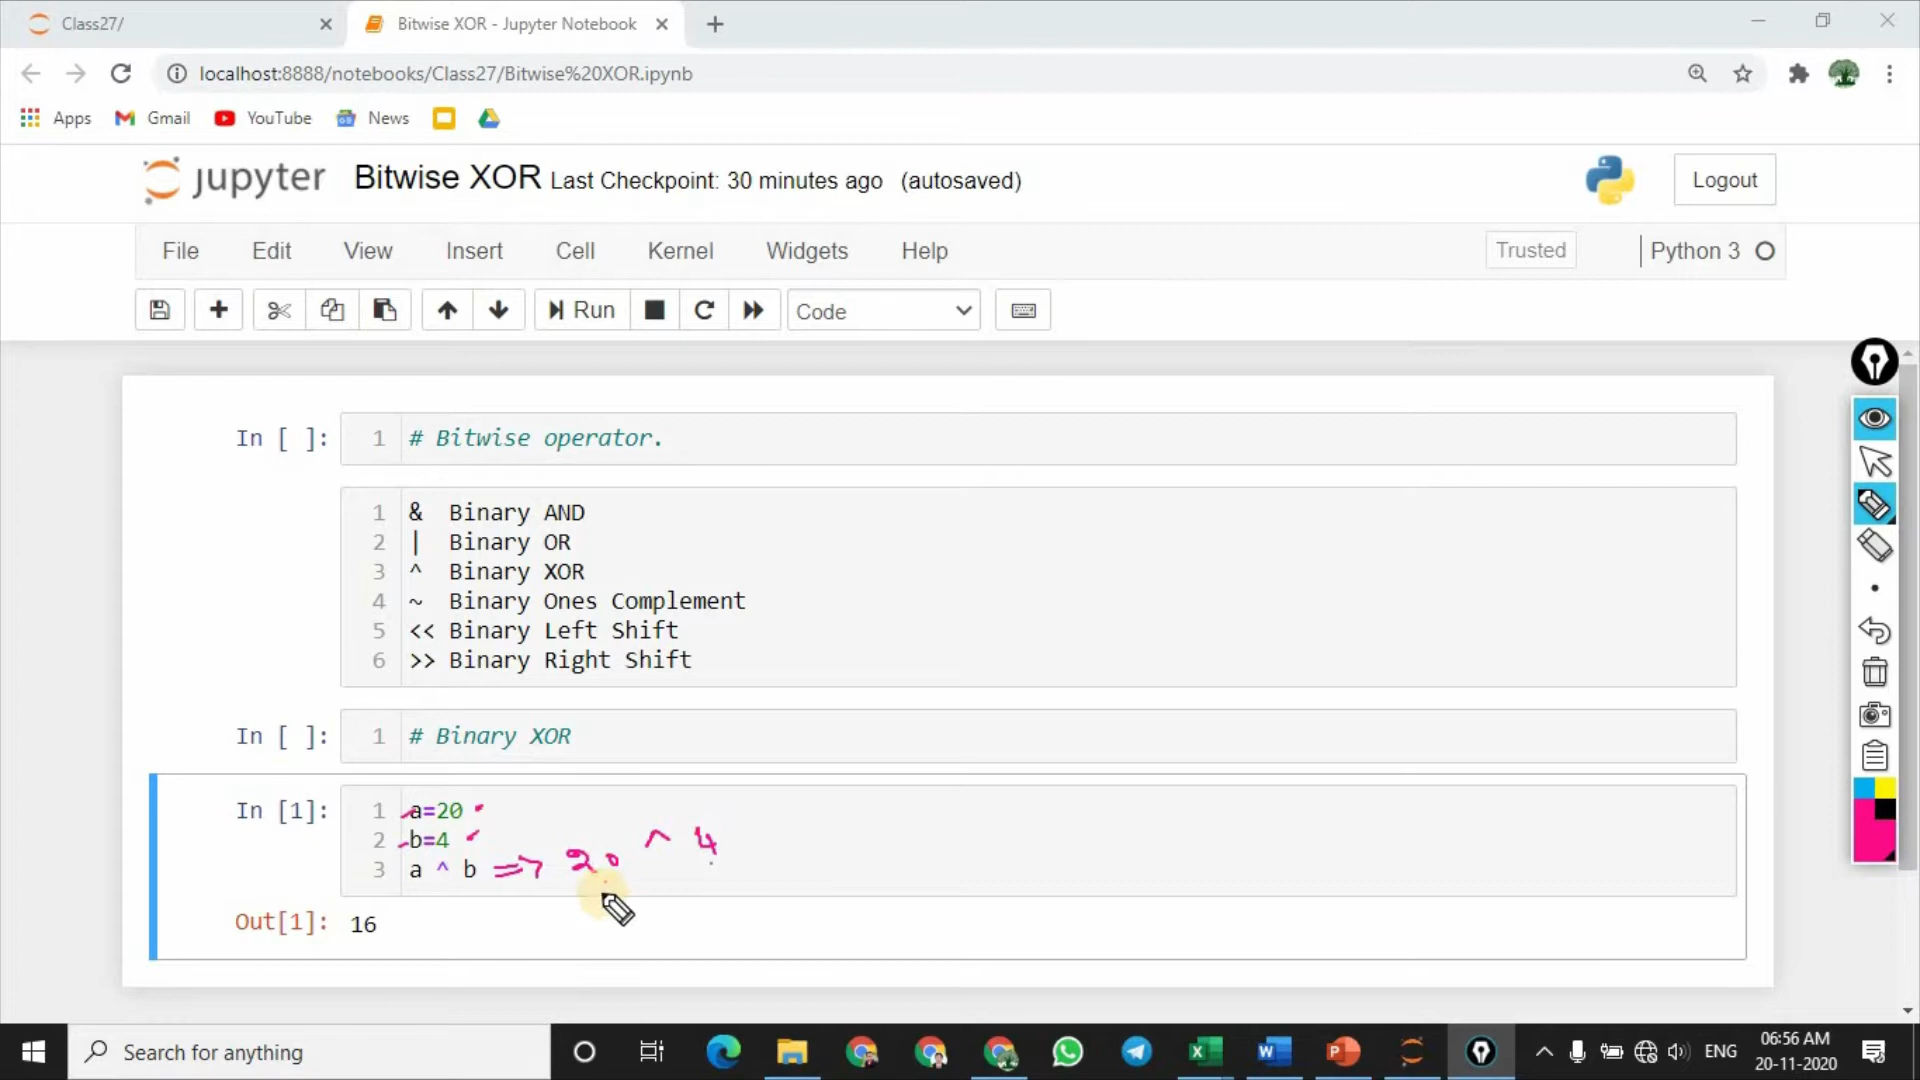 Class27/
Bitwise XOR - Jupyter Notebook
localhost:8888/notebooks/Class27/Bitwise%20XOR.ipynb
Apps Gmail YouTube News
jupyter Bitwise XOR Last Checkpoint: 30 minutes ago (autosaved)
Logout
File Edit View Insert Cell Kernel Widgets Help
Trusted
Python 3
Run
Code
In [ ]: 1 # Bitwise operator.
1 & Binary AND
2 | Binary OR
3 ^ Binary XOR
4 ~ Binary Ones Complement
5 << Binary Left Shift
6 >> Binary Right Shift
In [ ]: 1 # Binary XOR
In [1]: 1 a=20
2 b=4
3 a ^ b => 20 ^ 4
Out[1]: 16
Search for anything
ENG
06:56 AM
20-11-2020